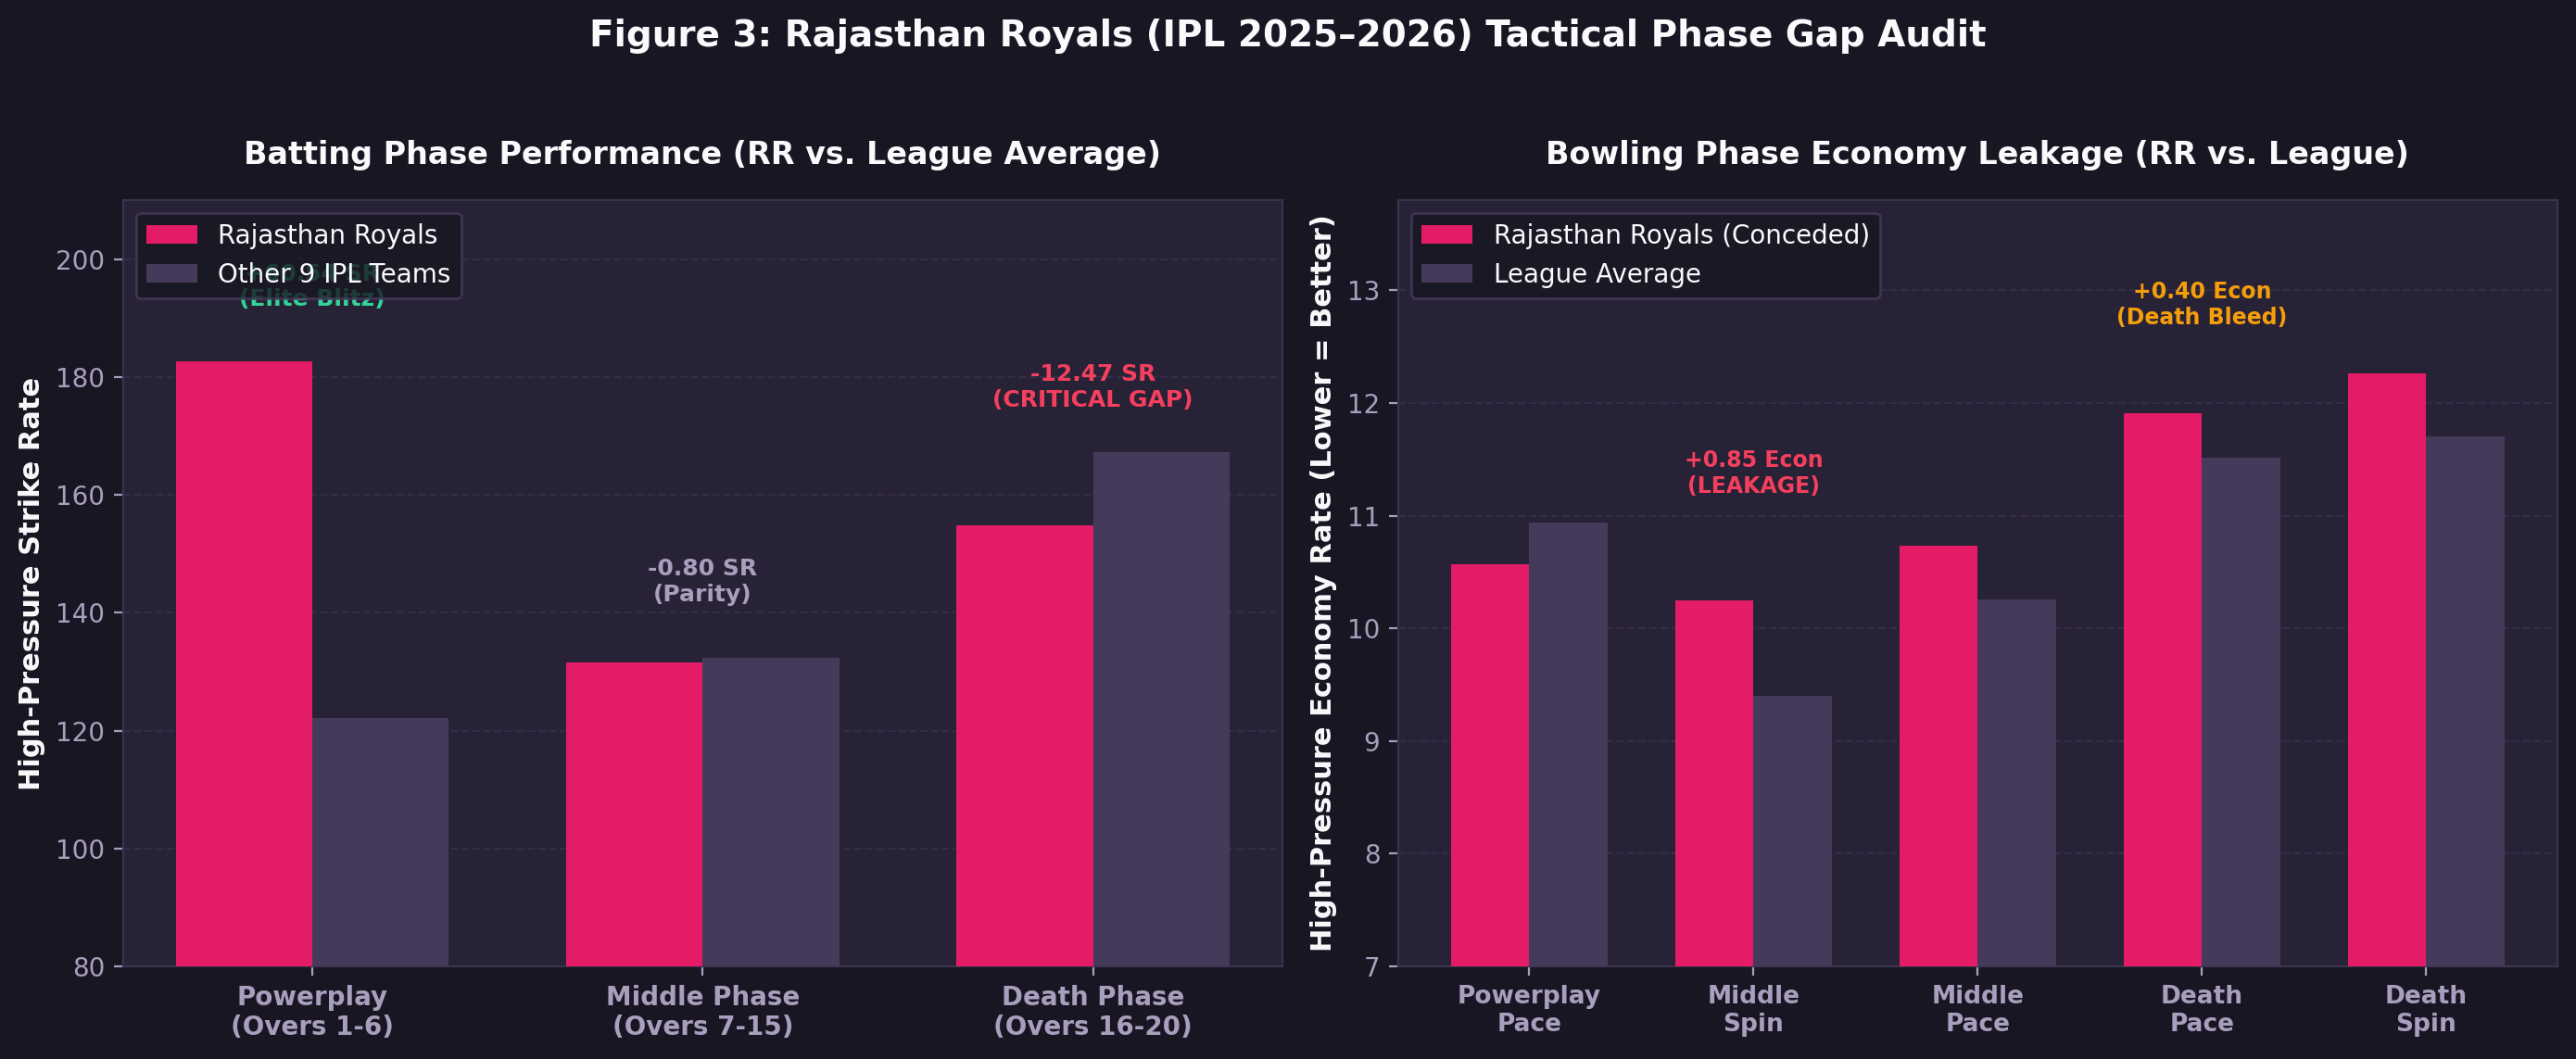 Figure 3: Rajasthan Royals (IPL 2025–2026) Tactical Phase Gap Audit
Batting Phase Performance (RR vs. League Average)
High-Pressure Strike Rate
200
180
160
140
120
100
80
Rajasthan Royals
Other 9 IPL Teams
(Elite Blitz)
-0.80 SR
(Parity)
-12.47 SR
(CRITICAL GAP)
Powerplay
(Overs 1-6)
Middle Phase
(Overs 7-15)
Death Phase
(Overs 16-20)
Bowling Phase Economy Leakage (RR vs. League)
High-Pressure Economy Rate (Lower = Better)
13
12
11
10
9
8
7
Rajasthan Royals (Conceded)
League Average
+0.85 Econ
(LEAKAGE)
+0.40 Econ
(Death Bleed)
Powerplay
Pace
Middle
Spin
Middle
Pace
Death
Pace
Death
Spin